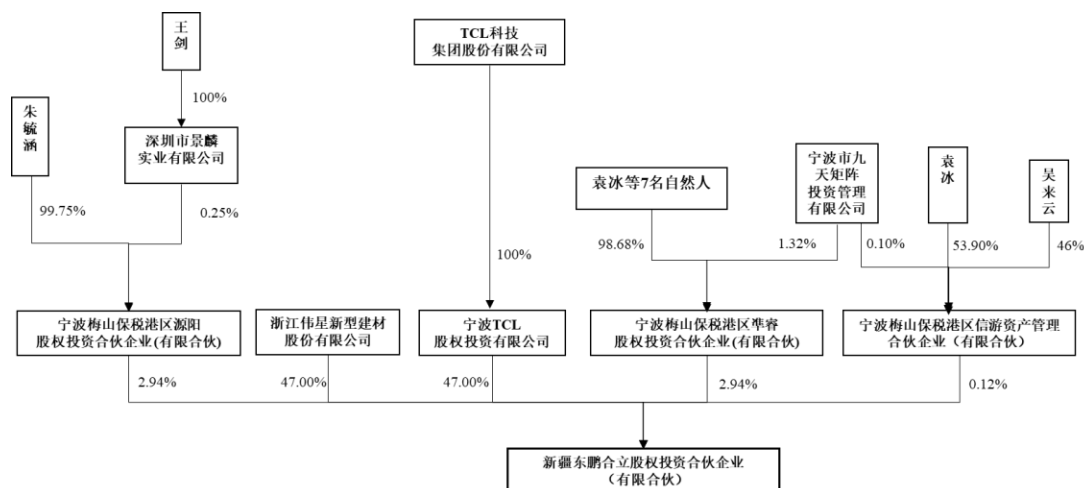 王
剑
TCL科技
集团股份有限公司
100%
朱
毓
涵
深圳市景麟
实业有限公司
袁冰等7名自然人
宁波市九
天矩阵
投资管理
有限公司
袁
冰
吴
来
云
99.75%
0.25%
100%
98.68%
1.32%
0.10%
53.90%
46%
宁波梅山保税港区源阳
股权投资合伙企业(有限合伙)
浙江伟星新型建材
股份有限公司
宁波TCL
股权投资有限公司
宁波梅山保税港区准睿
股权投资合伙企业(有限合伙)
宁波梅山保税港区信游资产管理
合伙企业（有限合伙）
2.94%
47.00%
47.00%
2.94%
0.12%
新疆东鹏合立股权投资合伙企业
（有限合伙）